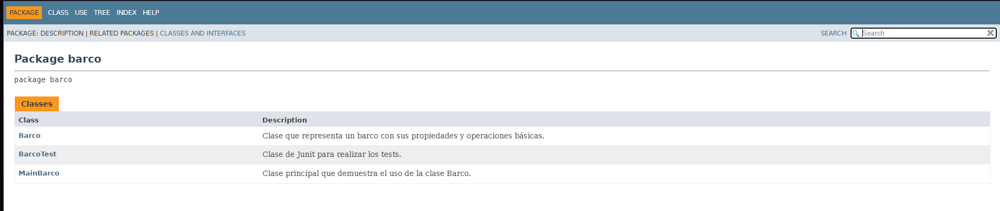 PACKAGE CLASS USE TREE INDEX HELP
PACKAGE: DESCRIPTION | RELATED PACKAGES | CLASSES AND INTERFACES SEARCH Search
Package barco
package barco
Classes
Class Description
Barco Clase que representa un barco con sus propiedades y operaciones básicas.
BarcoTest Clase de Junit para realizar los tests.
MainBarco Clase principal que demuestra el uso de la clase Barco.